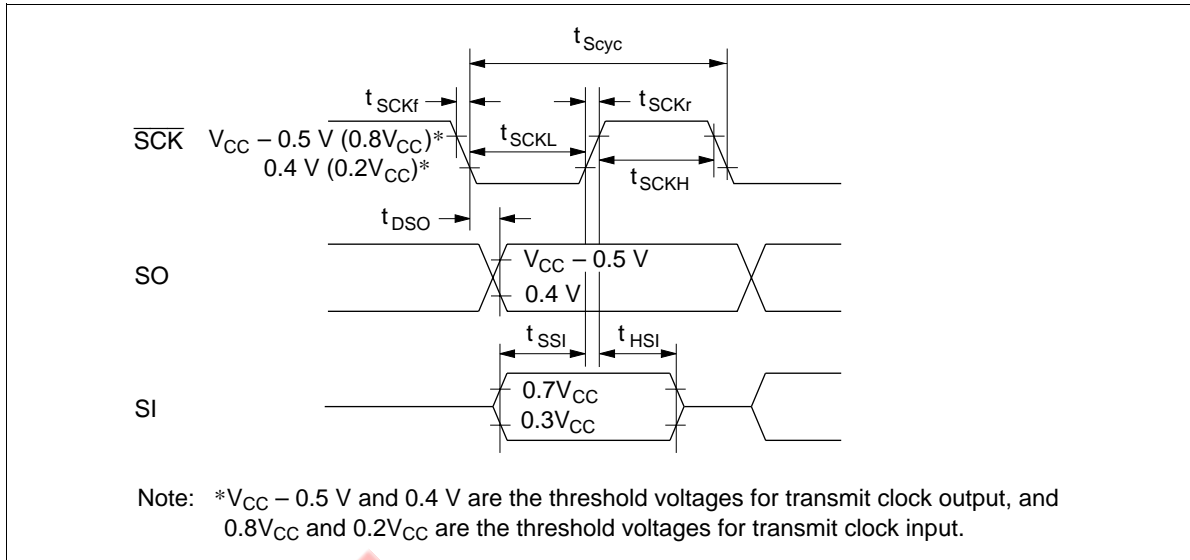 tScyc
tSCKf
tSCKr
SCK VCC – 0.5 V (0.8VCC)*
tSCKL
0.4 V (0.2VCC)*
tSCKH
tDSO
SO
VCC – 0.5 V
0.4 V
tSSI tHSI
SI
0.7VCC
0.3VCC
Note: *VCC – 0.5 V and 0.4 V are the threshold voltages for transmit clock output, and
0.8VCC and 0.2VCC are the threshold voltages for transmit clock input.